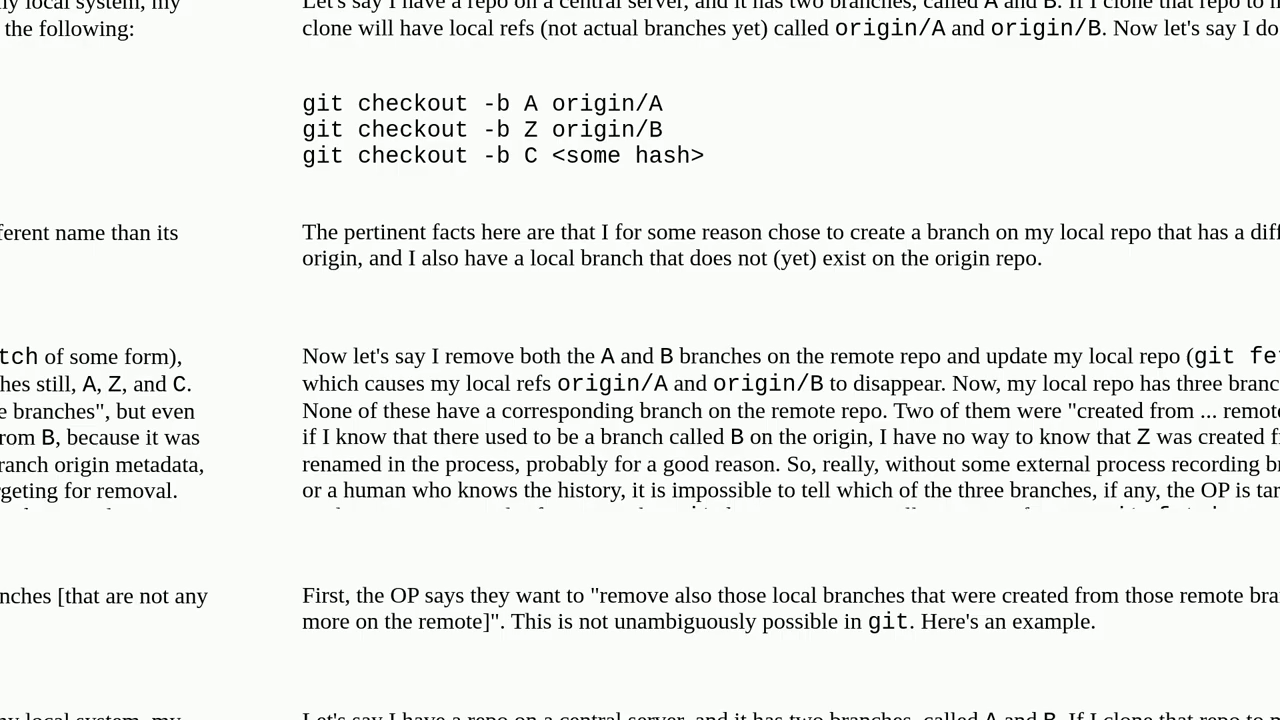 ny local system, my
the following:
ferent name than its
tch of some form),
hes still, A, Z, and C.
e branches", but even
rom B, because it was
ranch origin metadata,
rgeting for removal.
nches [that are not any
ny local system, my
Let's say I have a repo on a central server, and it has two branches, called A and B. If I clone that repo to
clone will have local refs (not actual branches yet) called origin/A and origin/B. Now let's say I do
git checkout -b A origin/A
git checkout -b Z origin/B
git checkout -b C <some hash>
The pertinent facts here are that I for some reason chose to create a branch on my local repo that has a diff
origin, and I also have a local branch that does not (yet) exist on the origin repo.
Now let's say I remove both the A and B branches on the remote repo and update my local repo (git fe
which causes my local refs origin/A and origin/B to disappear. Now, my local repo has three branc
None of these have a corresponding branch on the remote repo. Two of them were "created from ... remote
if I know that there used to be a branch called B on the origin, I have no way to know that Z was created f
renamed in the process, probably for a good reason. So, really, without some external process recording b
or a human who knows the history, it is impossible to tell which of the three branches, if any, the OP is tar
First, the OP says they want to "remove also those local branches that were created from those remote bra
more on the remote]". This is not unambiguously possible in git. Here's an example.
Let's say I have a repo on a central server, and it has two branches, called A and B. If I clone that repo to